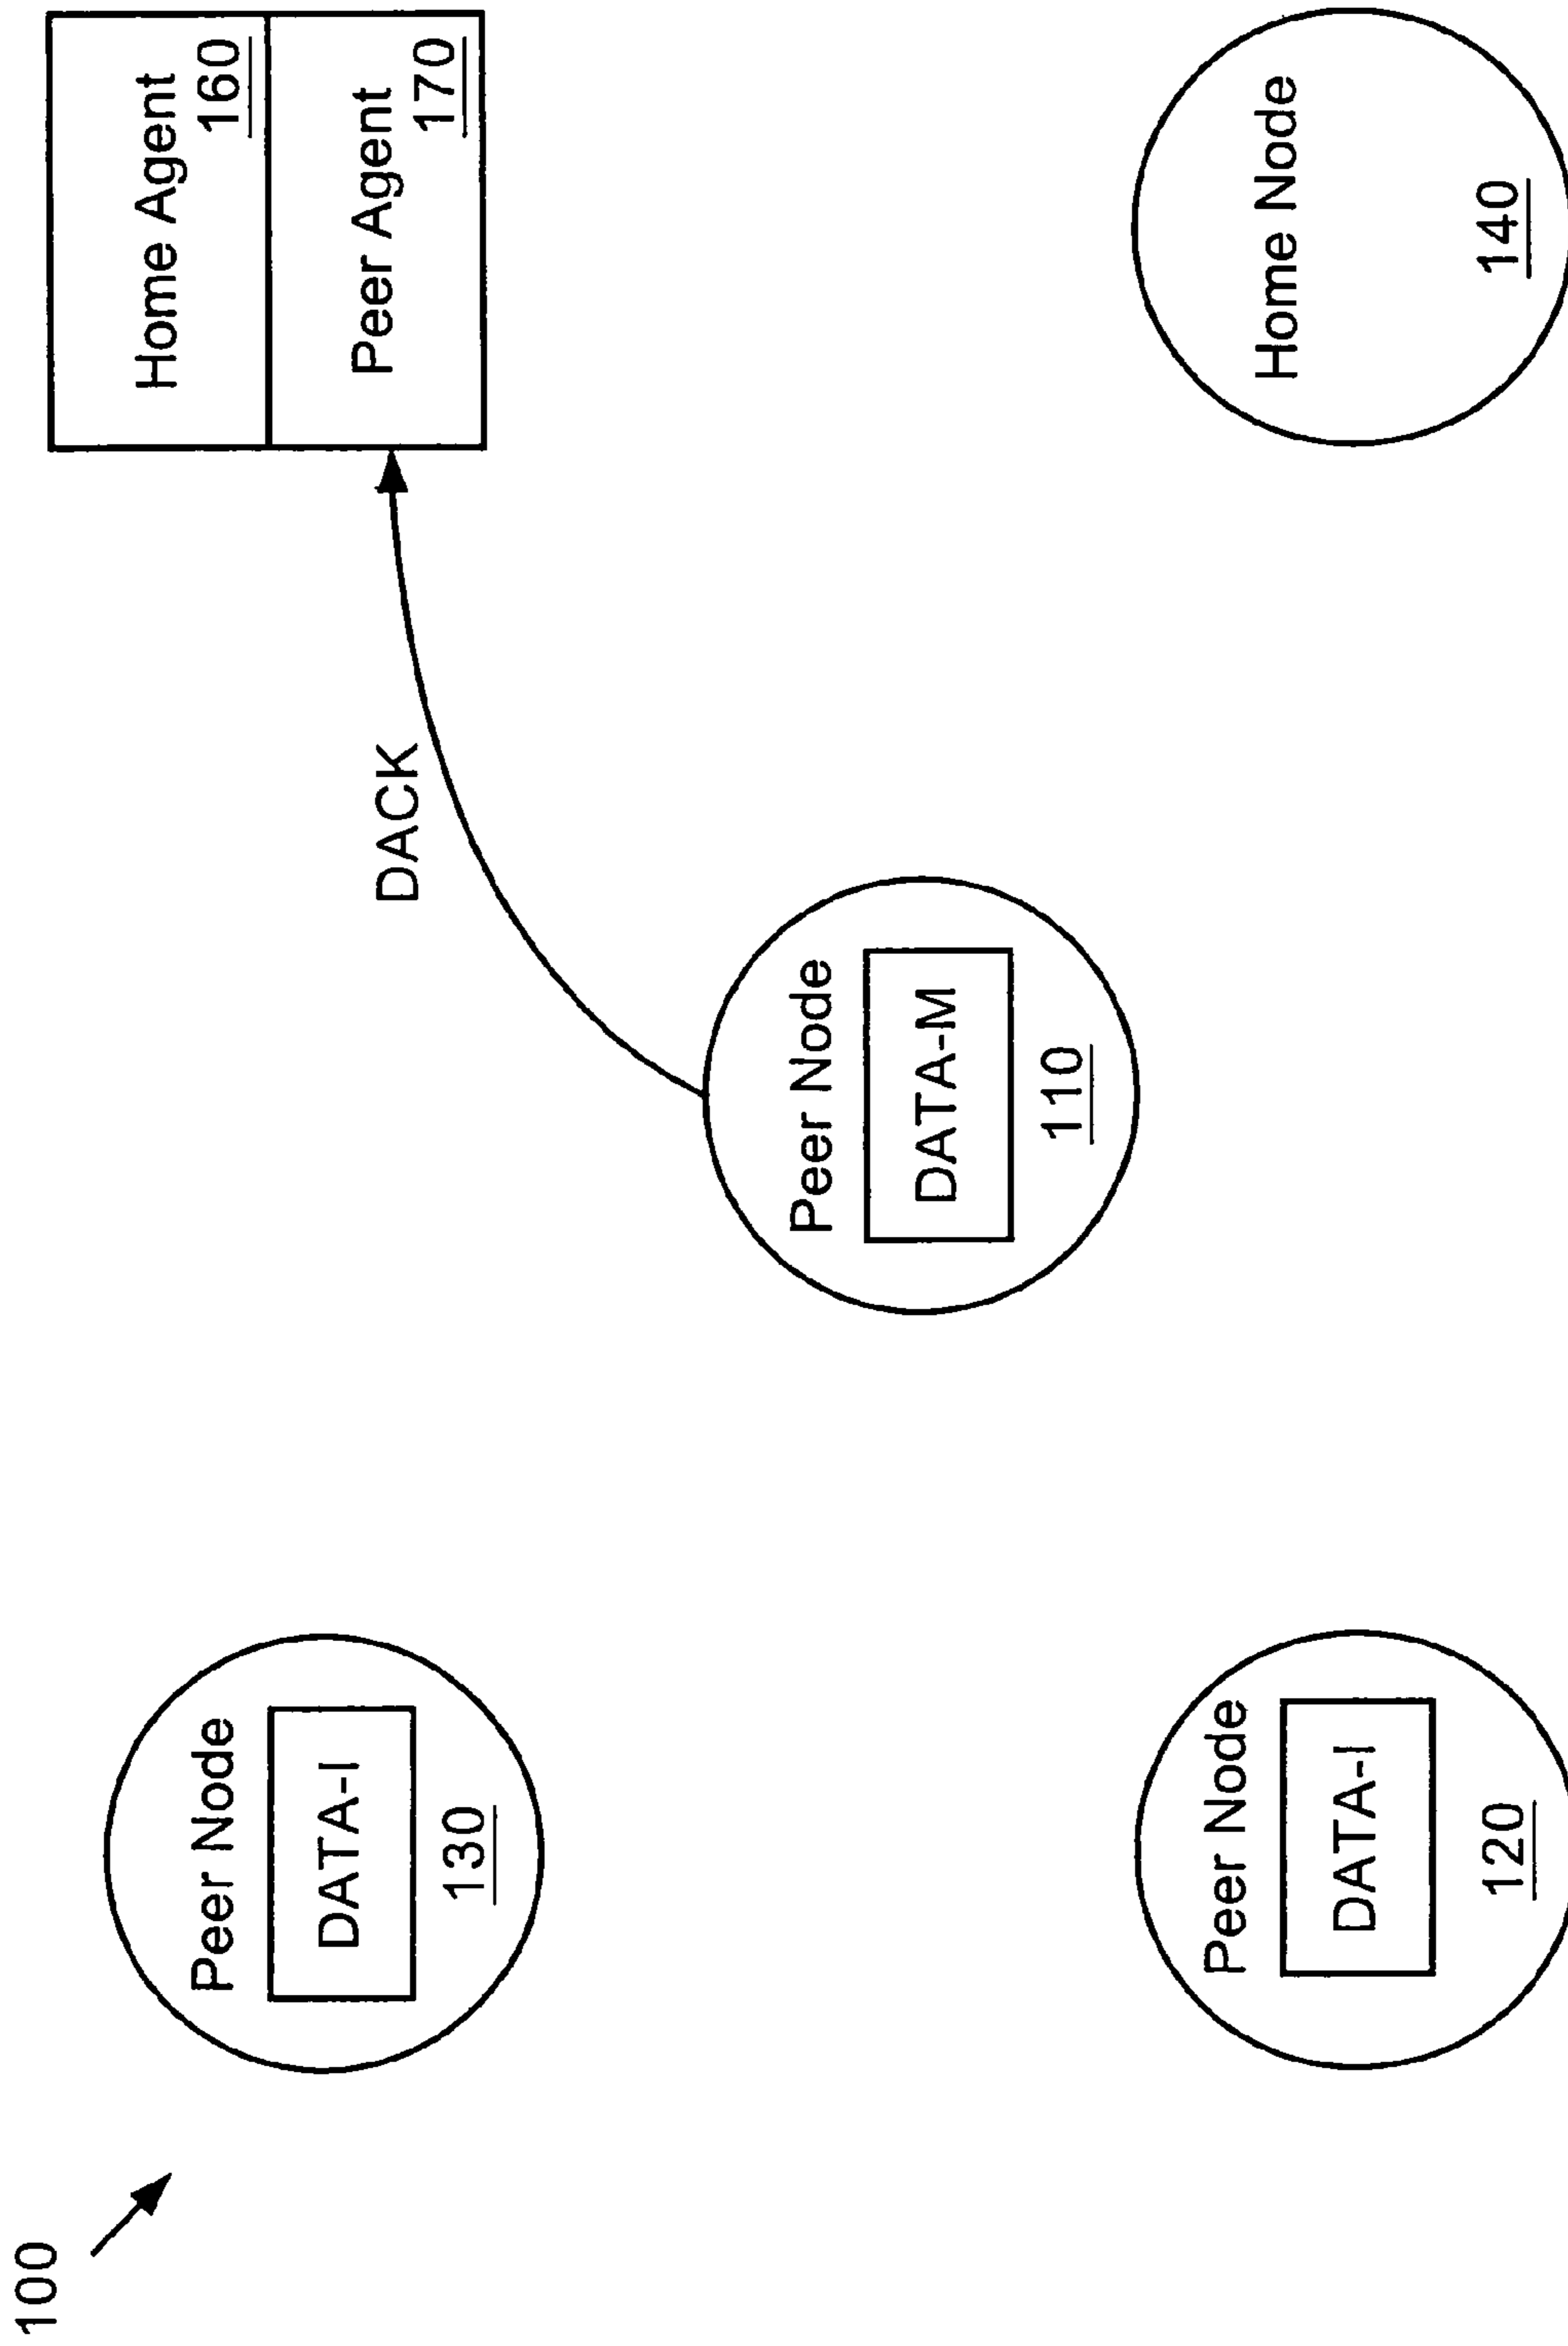 100
Peer Node
DATA-I
130
DACK
Home Agent
160
Peer Agent
170
Peer Node
DATA-M
110
Peer Node
DATA-I
120
Home Node
140